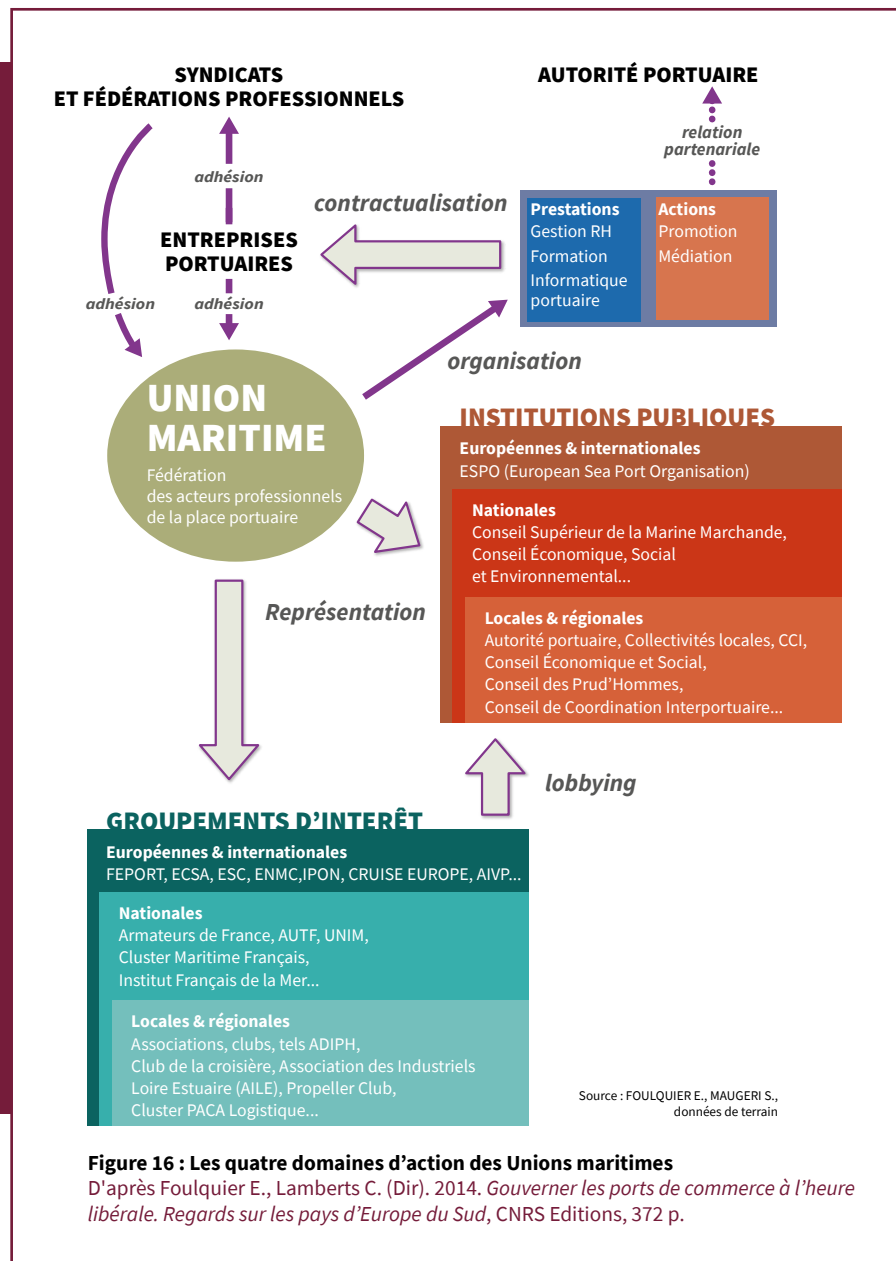 SYNDICATS
ET FÉDÉRATIONS PROFESSIONNELS
AUTORITÉ PORTUAIRE
relation
partenariale
adhésion
contractualisation
Prestations
Gestion RH
Formation
Informatique
portuaire
Actions
Promotion
Médiation
ENTREPRISES
PORTUAIRES
adhésion
adhésion
organisation
UNION
MARITIME
Fédération
des acteurs professionnels
de la place portuaire
INSTITUTIONS PUBLIQUES
Européennes & internationales
ESPO (European Sea Port Organisation)
Nationales
Conseil Supérieur de la Marine Marchande,
Conseil Économique, Social
et Environnemental...
Locales & régionales
Autorité portuaire, Collectivités locales, CCI,
Conseil Économique et Social,
Conseil des Prud'Hommes,
Conseil de Coordination Interportuaire...
Représentation
lobbying
GROUPEMENTS D'INTERÊT
Européennes & internationales
FEPORT, ECSA, ESC, ENMC,IPON, CRUISE EUROPE, AIVP...
Nationales
Armateurs de France, AUTF, UNIM,
Cluster Maritime Français,
Institut Français de la Mer...
Locales & régionales
Associations, clubs, tels ADIPH,
Club de la croisière, Association des Industriels
Loire Estuaire (AILE), Propeller Club,
Cluster PACA Logistique...
Source : FOULQUIER E., MAUGERI S.,
données de terrain
Figure 16 : Les quatre domaines d'action des Unions maritimes
D'après Foulquier E., Lamberts C. (Dir). 2014. Gouverner les ports de commerce à l'heure
libérale. Regards sur les pays d'Europe du Sud, CNRS Editions, 372 p.